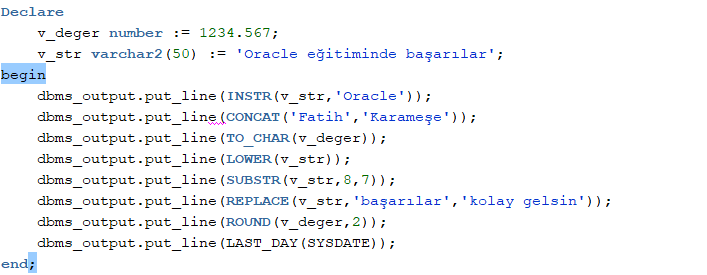 Declare
v_deger number := 1234.567;
v_str varchar2(50) := 'Oracle eğitiminde başarılar';
begin
dbms_output.put_line(INSTR(v_str,'Oracle'));
dbms_output.put_line(CONCAT('Fatih','Karameşe'));
dbms_output.put_line(TO_CHAR(v_deger));
dbms_output.put_line(LOWER(v_str));
dbms_output.put_line(SUBSTR(v_str,8,7));
dbms_output.put_line(REPLACE(v_str,'başarılar','kolay gelsin'));
dbms_output.put_line(ROUND(v_deger,2));
dbms_output.put_line(LAST_DAY(SYSDATE));
end;